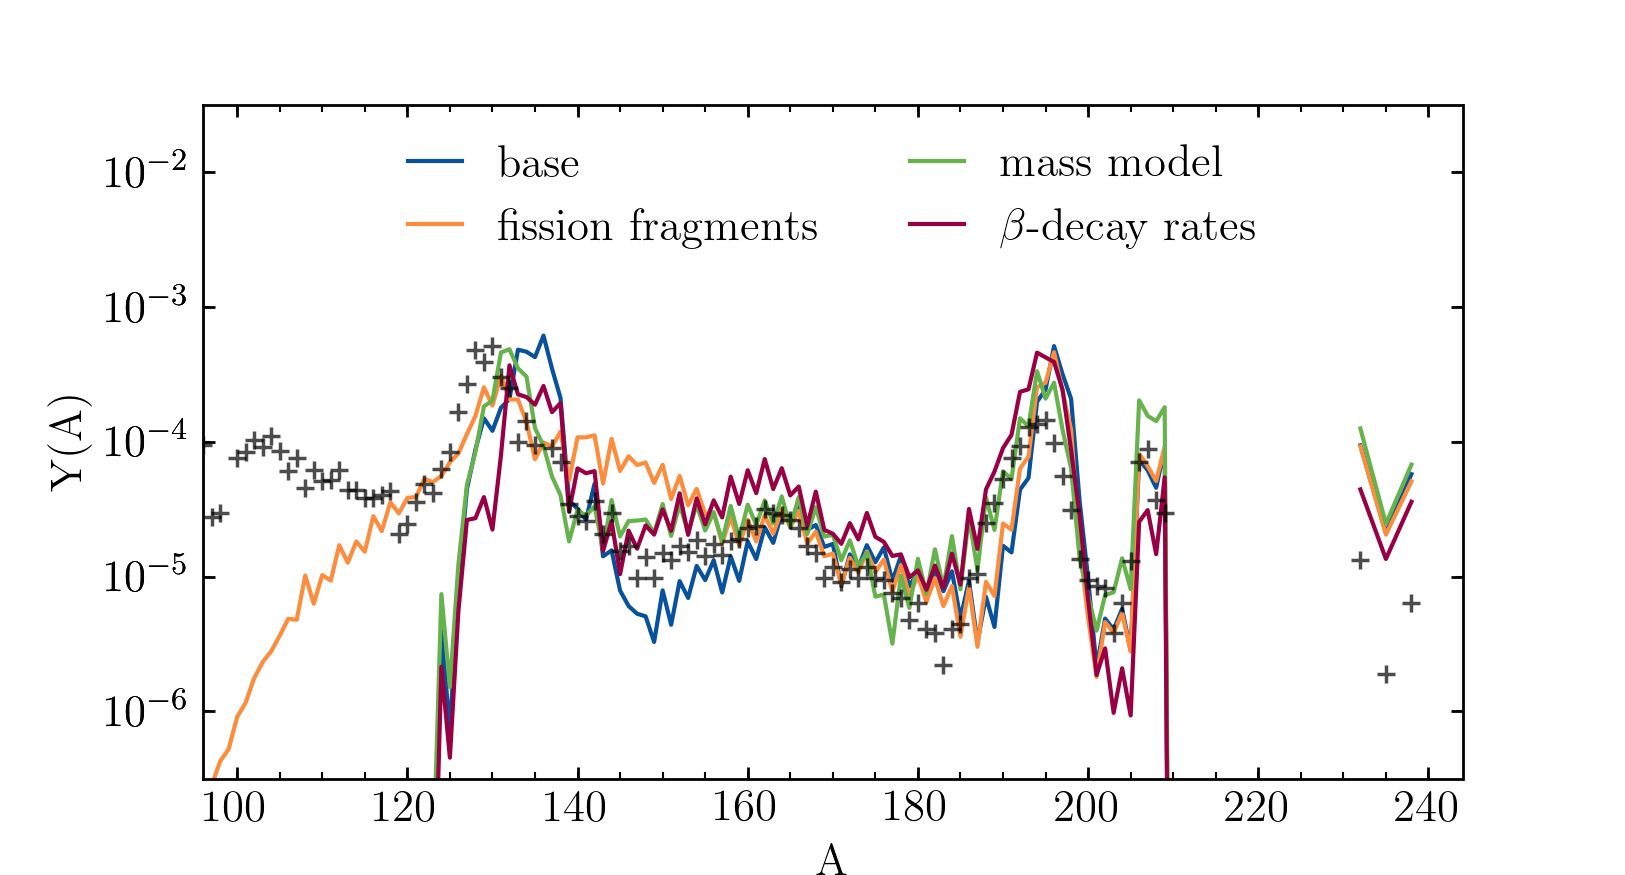 base
fission fragments
mass model
β-decay rates
Y(A)
10⁻²
10⁻³
10⁻⁴
10⁻⁵
10⁻⁶
100 120 140 160 180 200 220 240
A